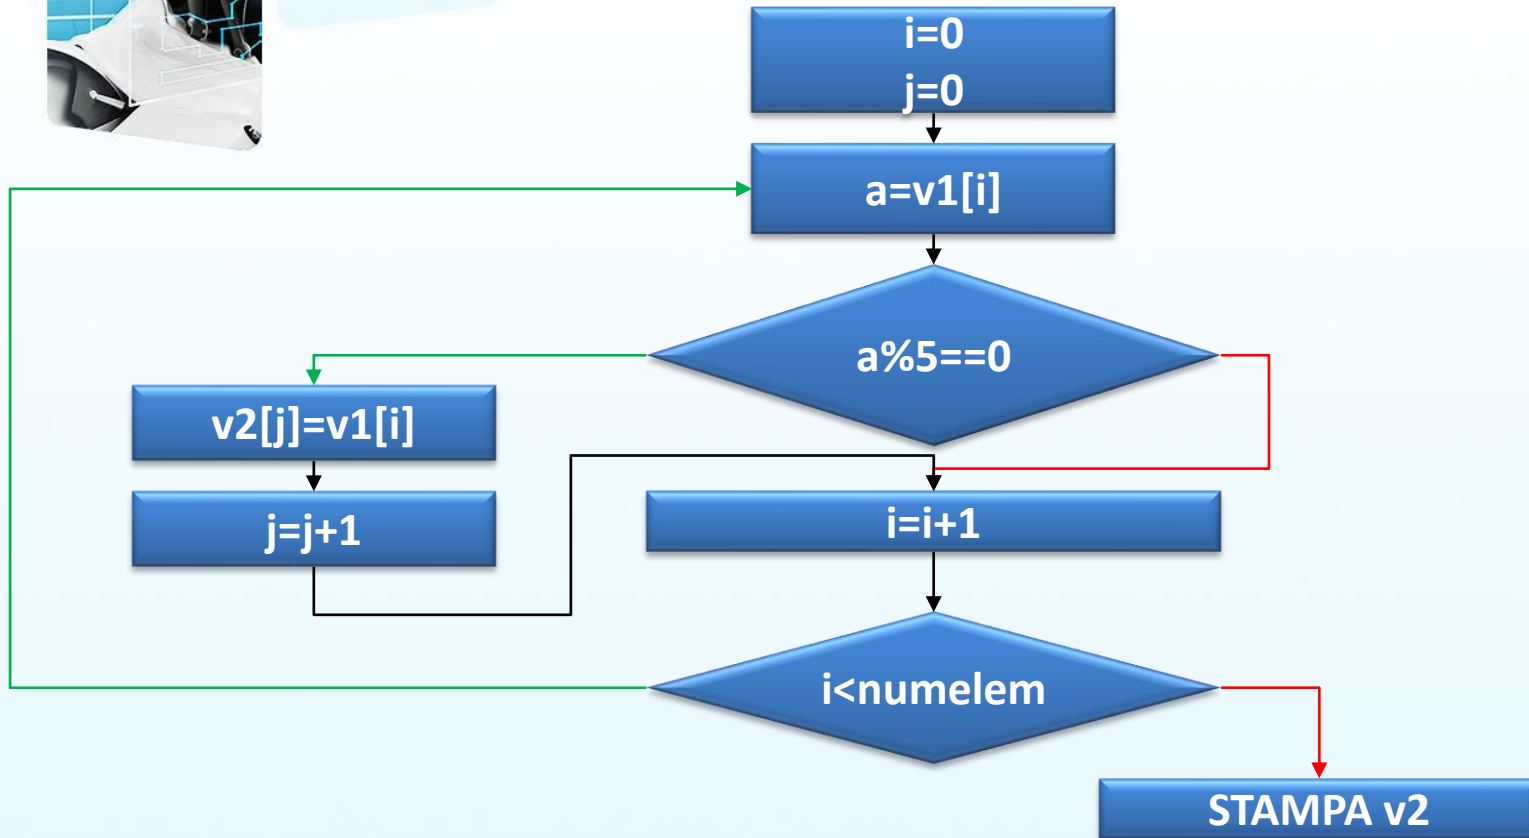 i=0
j=0
a=v1[i]
a%5==0
v2[j]=v1[i]
j=j+1
i=i+1
i<numelem
STAMPA v2